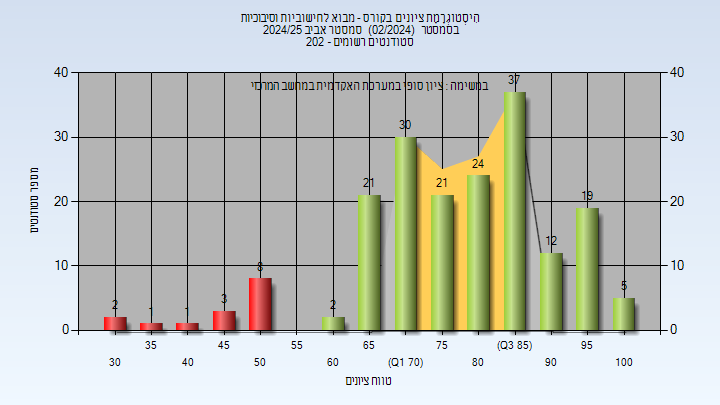 היסטוגרמת ציונים בקורס - מבוא לחישוביות וסיבוכיות
בסמסטר (02/2024) סמסטר אביב 2024/25
סטודנטים רשומים - 202
במשימה : ציון סופי במערכת האקדמית במחשב המרכזי
40 40
30 30
20 20
10 10
0 0
מספר סטודנטים
2 1 1 3 8 2 21 30 21 24 37 12 19 5
35 45 55 65 75 (Q3 85) 95
30 40 50 60 (Q1 70) 80 90 100
טווח ציונים